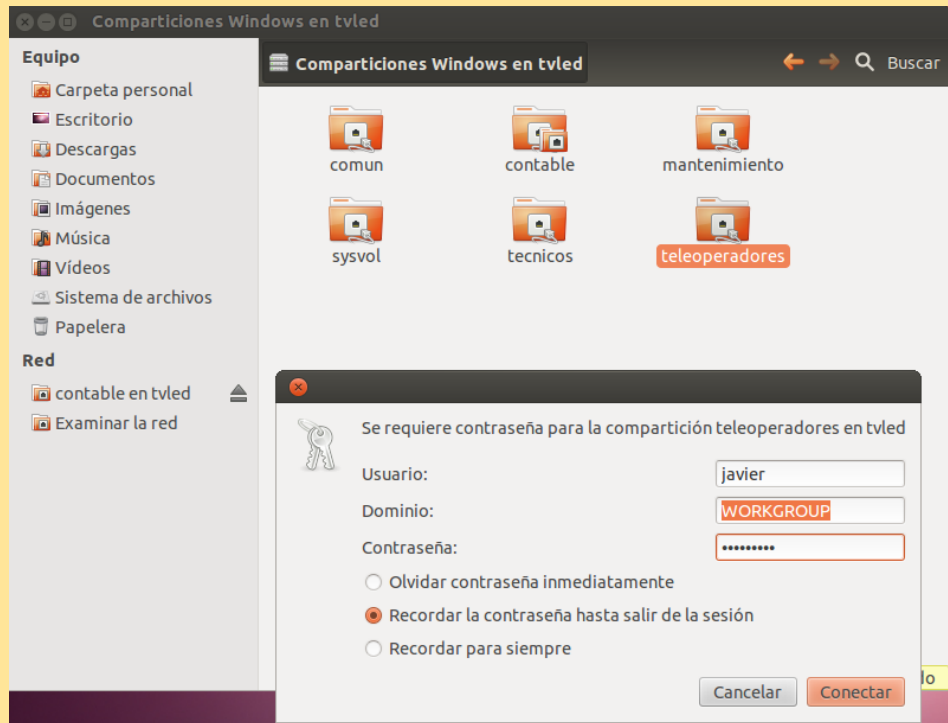 Comparticiones Windows en tvled
Equipo
Carpeta personal
Escritorio
Descargas
Documentos
Imágenes
Música
Vídeos
Sistema de archivos
Papelera
Red
contable en tvled
Examinar la red
Comparticiones Windows en tvled
Buscar
comun
contable
mantenimiento
sysvol
tecnicos
teleoperadores
Se requiere contraseña para la compartición teleoperadores en tvled
Usuario: javier
Dominio: WORKGROUP
Contraseña: •••••••••
Olvidar contraseña inmediatamente
Recordar la contraseña hasta salir de la sesión
Recordar para siempre
Cancelar
Conectar